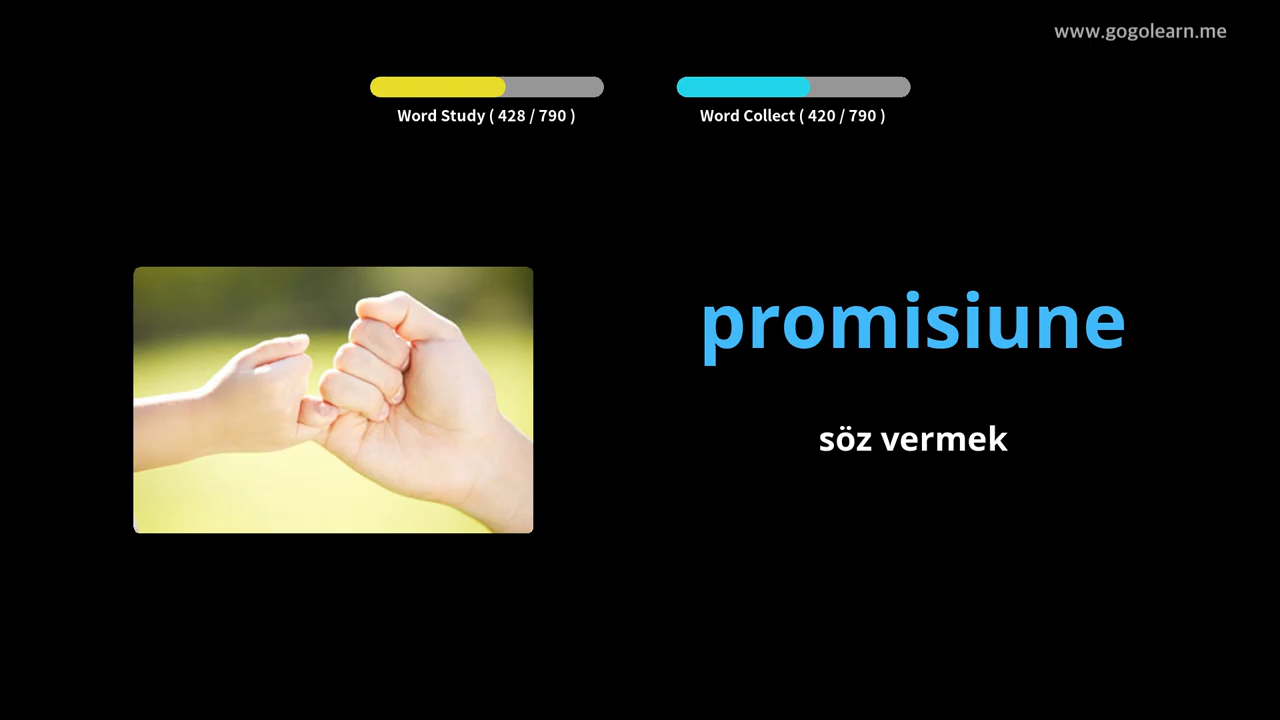 www.gogolearn.me
Word Study ( 428 / 790 )
Word Collect ( 420 / 790 )
promisiune
söz vermek